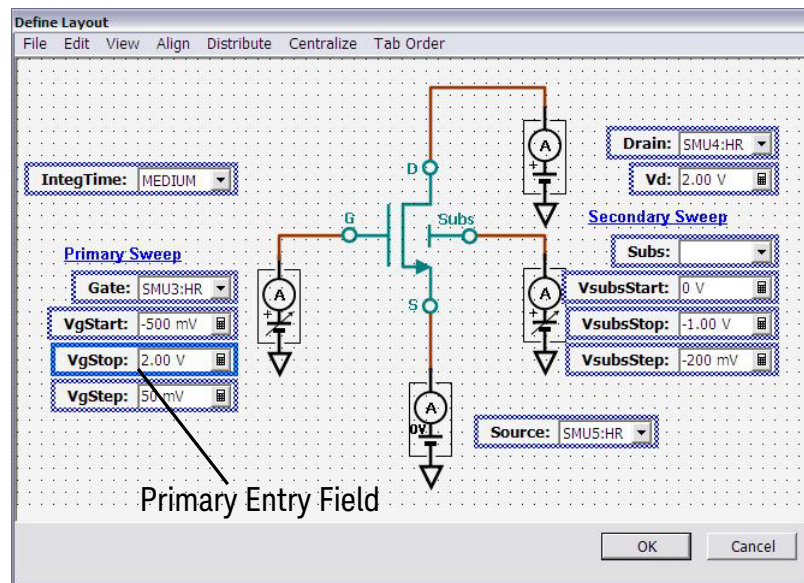 Define Layout
File Edit View Align Distribute Centralize Tab Order
A
Drain: SMU4:HR
IntegTime: MEDIUM
D
Vd: 2.00 V
G
Subs
Secondary Sweep
Primary Sweep
Subs:
Gate: SMU3:HR
A
A
VsubsStart: 0 V
S
VgStart: -500 mV
VsubsStop: -1.00 V
VgStop: 2.00 V
VsubsStep: -200 mV
VgStep: 50 mV
A
0V
Source: SMU5:HR
Primary Entry Field
OK Cancel